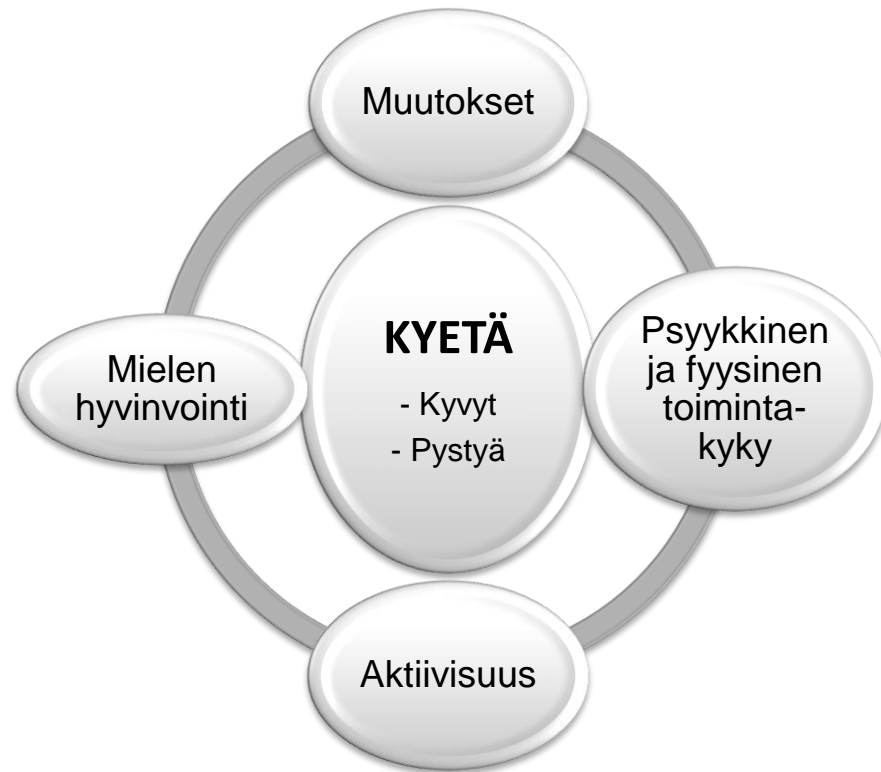 Muutokset
KYETÄ
- Kyvyt
- Pystyä
Psyykkinen
ja fyysinen
toiminta-
kyky
Mielen
hyvinvointi
Aktiivisuus